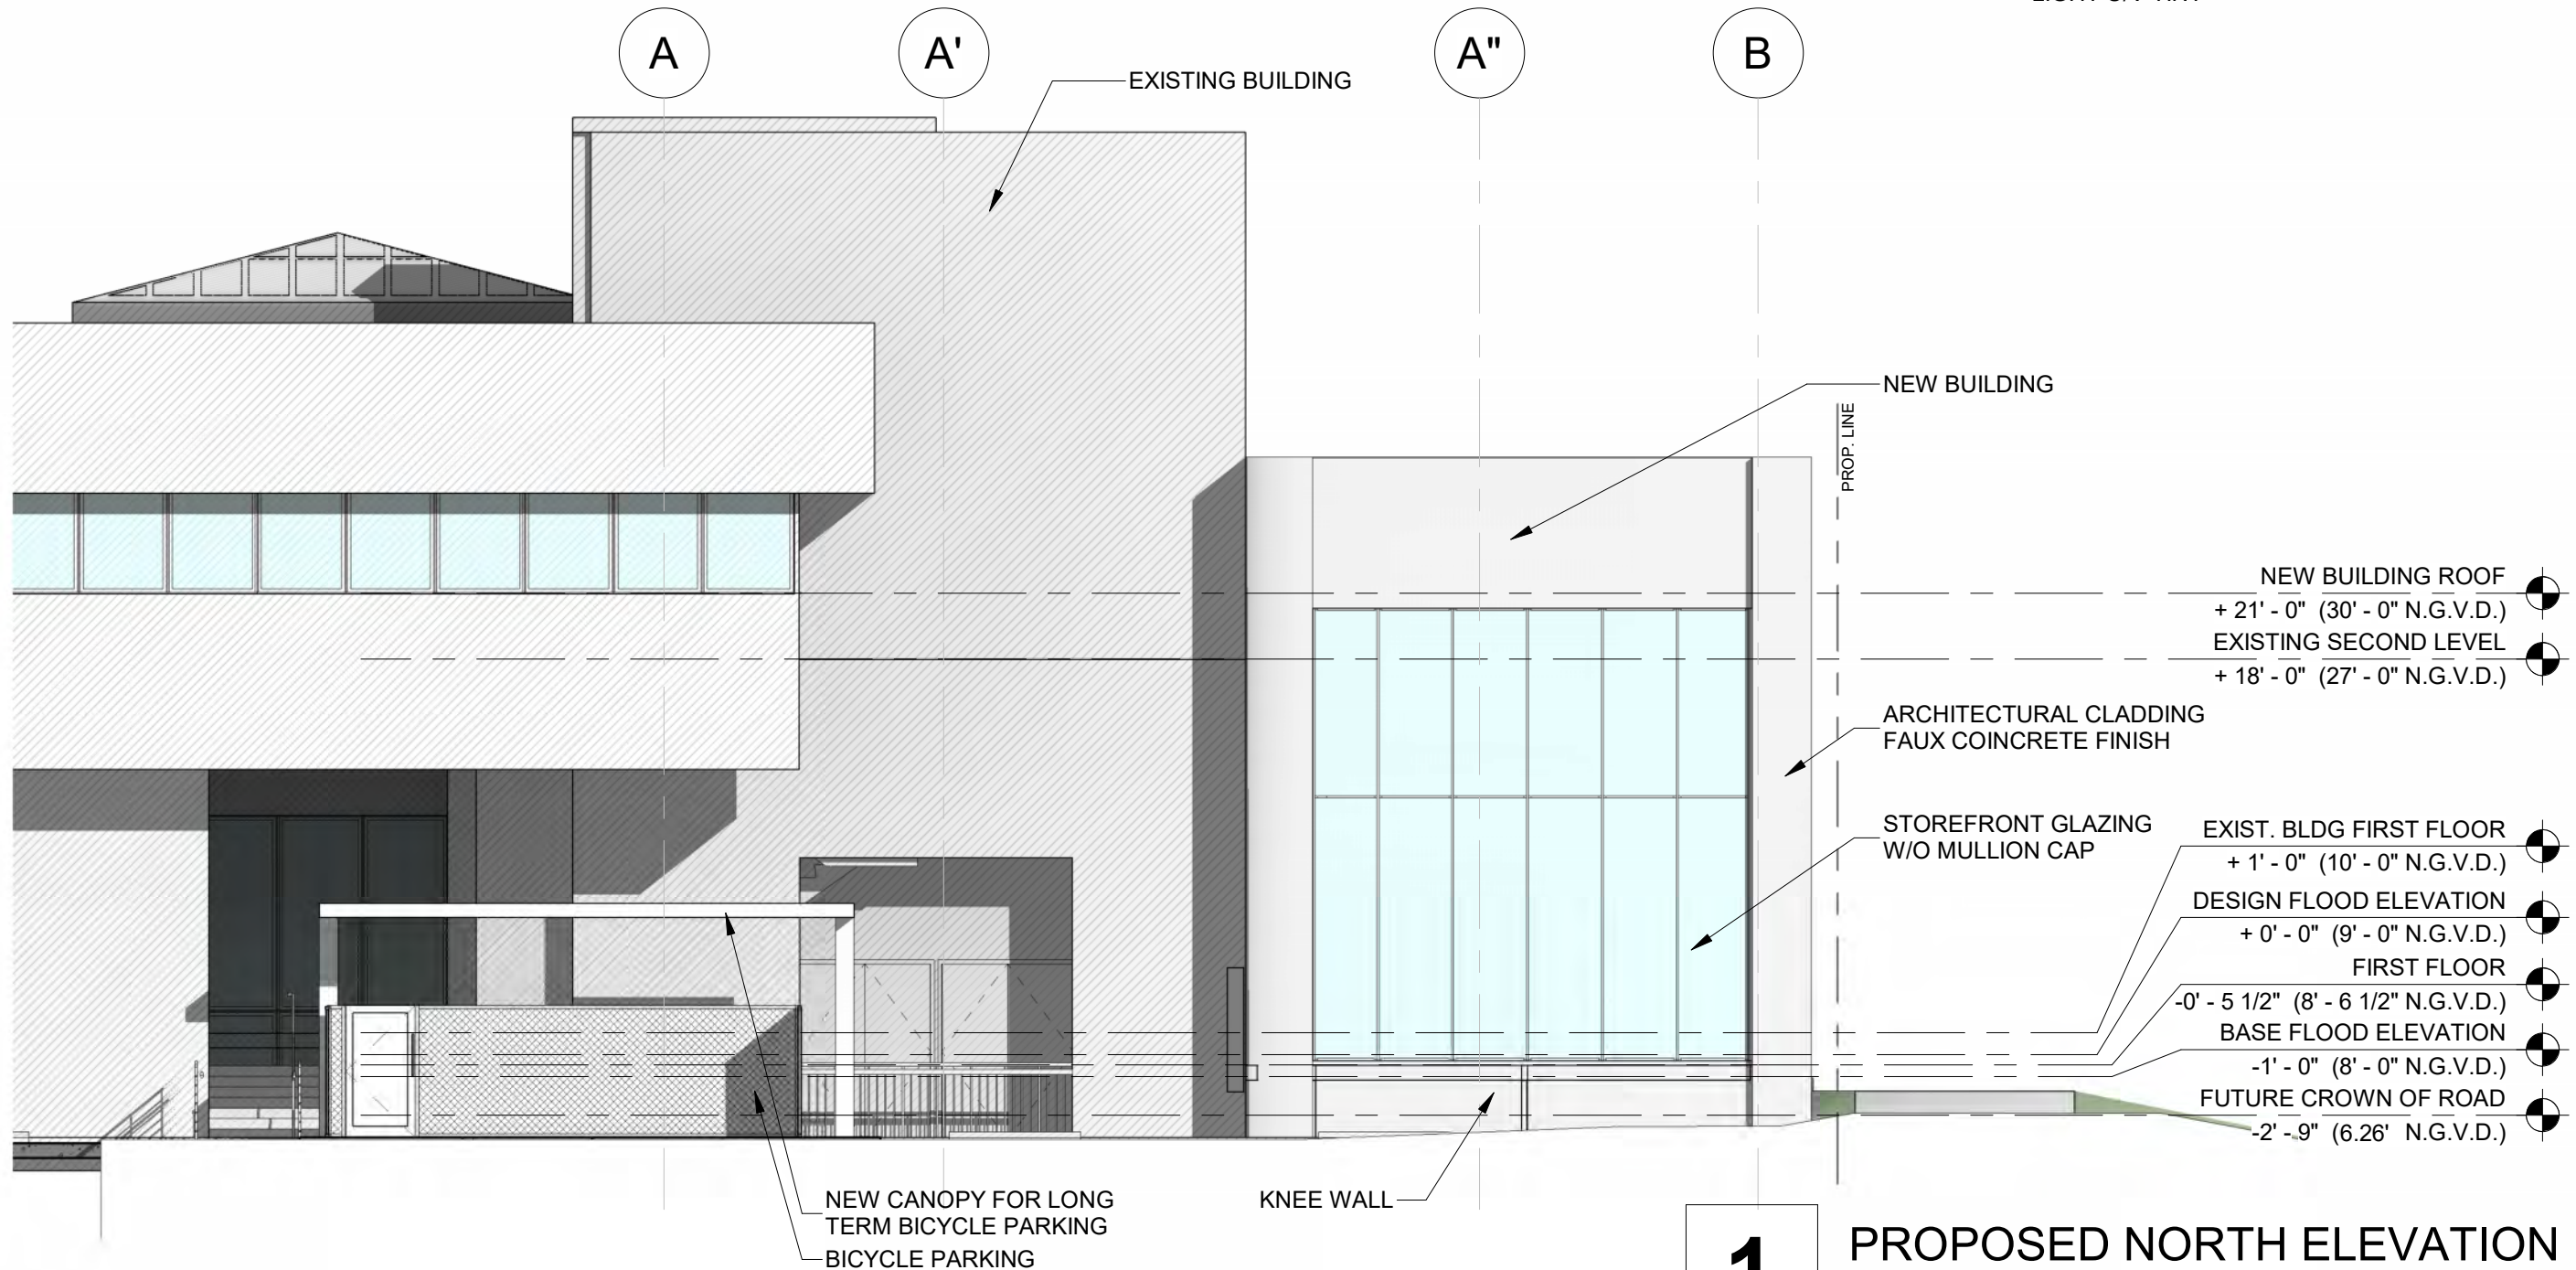 A
A'
A"
B
EXISTING BUILDING
NEW BUILDING
PROP. LINE
NEW BUILDING ROOF
+ 21' - 0" (30' - 0" N.G.V.D.)
EXISTING SECOND LEVEL
+ 18' - 0" (27' - 0" N.G.V.D.)
ARCHITECTURAL CLADDING
FAUX COINCRETE FINISH
STOREFRONT GLAZING
W/O MULLION CAP
EXIST. BLDG FIRST FLOOR
+ 1' - 0" (10' - 0" N.G.V.D.)
DESIGN FLOOD ELEVATION
+ 0' - 0" (9' - 0" N.G.V.D.)
FIRST FLOOR
-0' - 5 1/2" (8' - 6 1/2" N.G.V.D.)
BASE FLOOD ELEVATION
-1' - 0" (8' - 0" N.G.V.D.)
FUTURE CROWN OF ROAD
-2' - 9" (6.26' N.G.V.D.)
NEW CANOPY FOR LONG
TERM BICYCLE PARKING
BICYCLE PARKING
KNEE WALL
1
PROPOSED NORTH ELEVATION